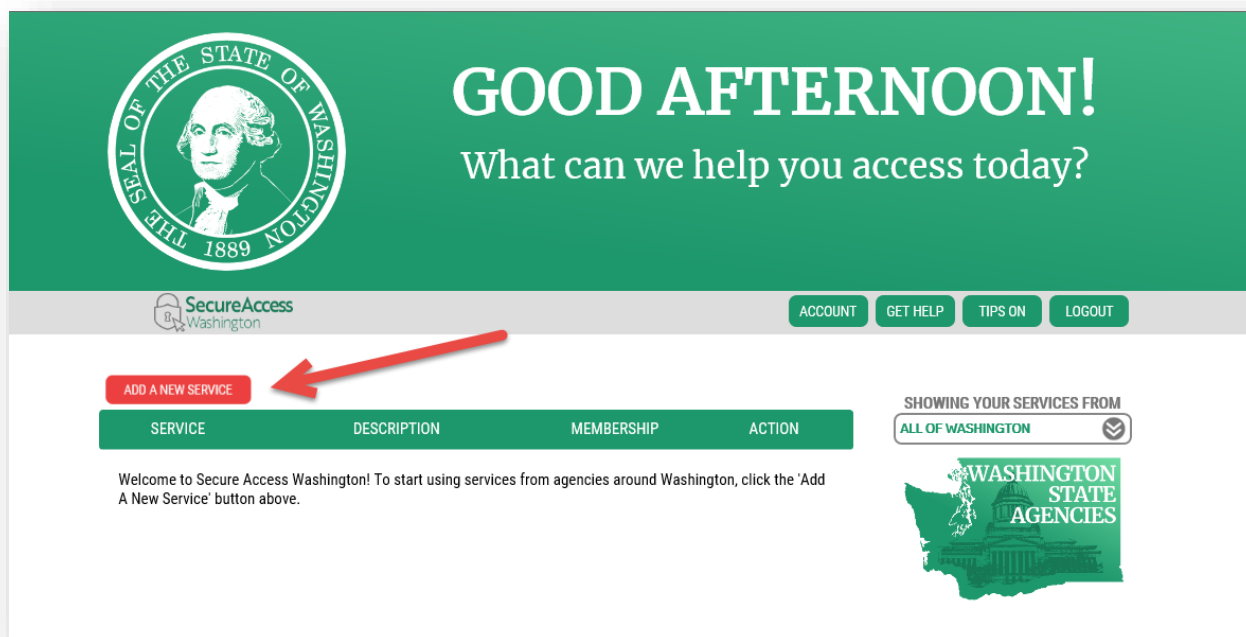 THE SEAL OF THE STATE OF WASHINGTON
1889
GOOD AFTERNOON!
What can we help you access today?
SecureAccess
Washington
ACCOUNT
GET HELP
TIPS ON
LOGOUT
ADD A NEW SERVICE
SHOWING YOUR SERVICES FROM
ALL OF WASHINGTON
SERVICE DESCRIPTION MEMBERSHIP ACTION
Welcome to Secure Access Washington! To start using services from agencies around Washington, click the 'Add
A New Service' button above.
WASHINGTON
STATE
AGENCIES